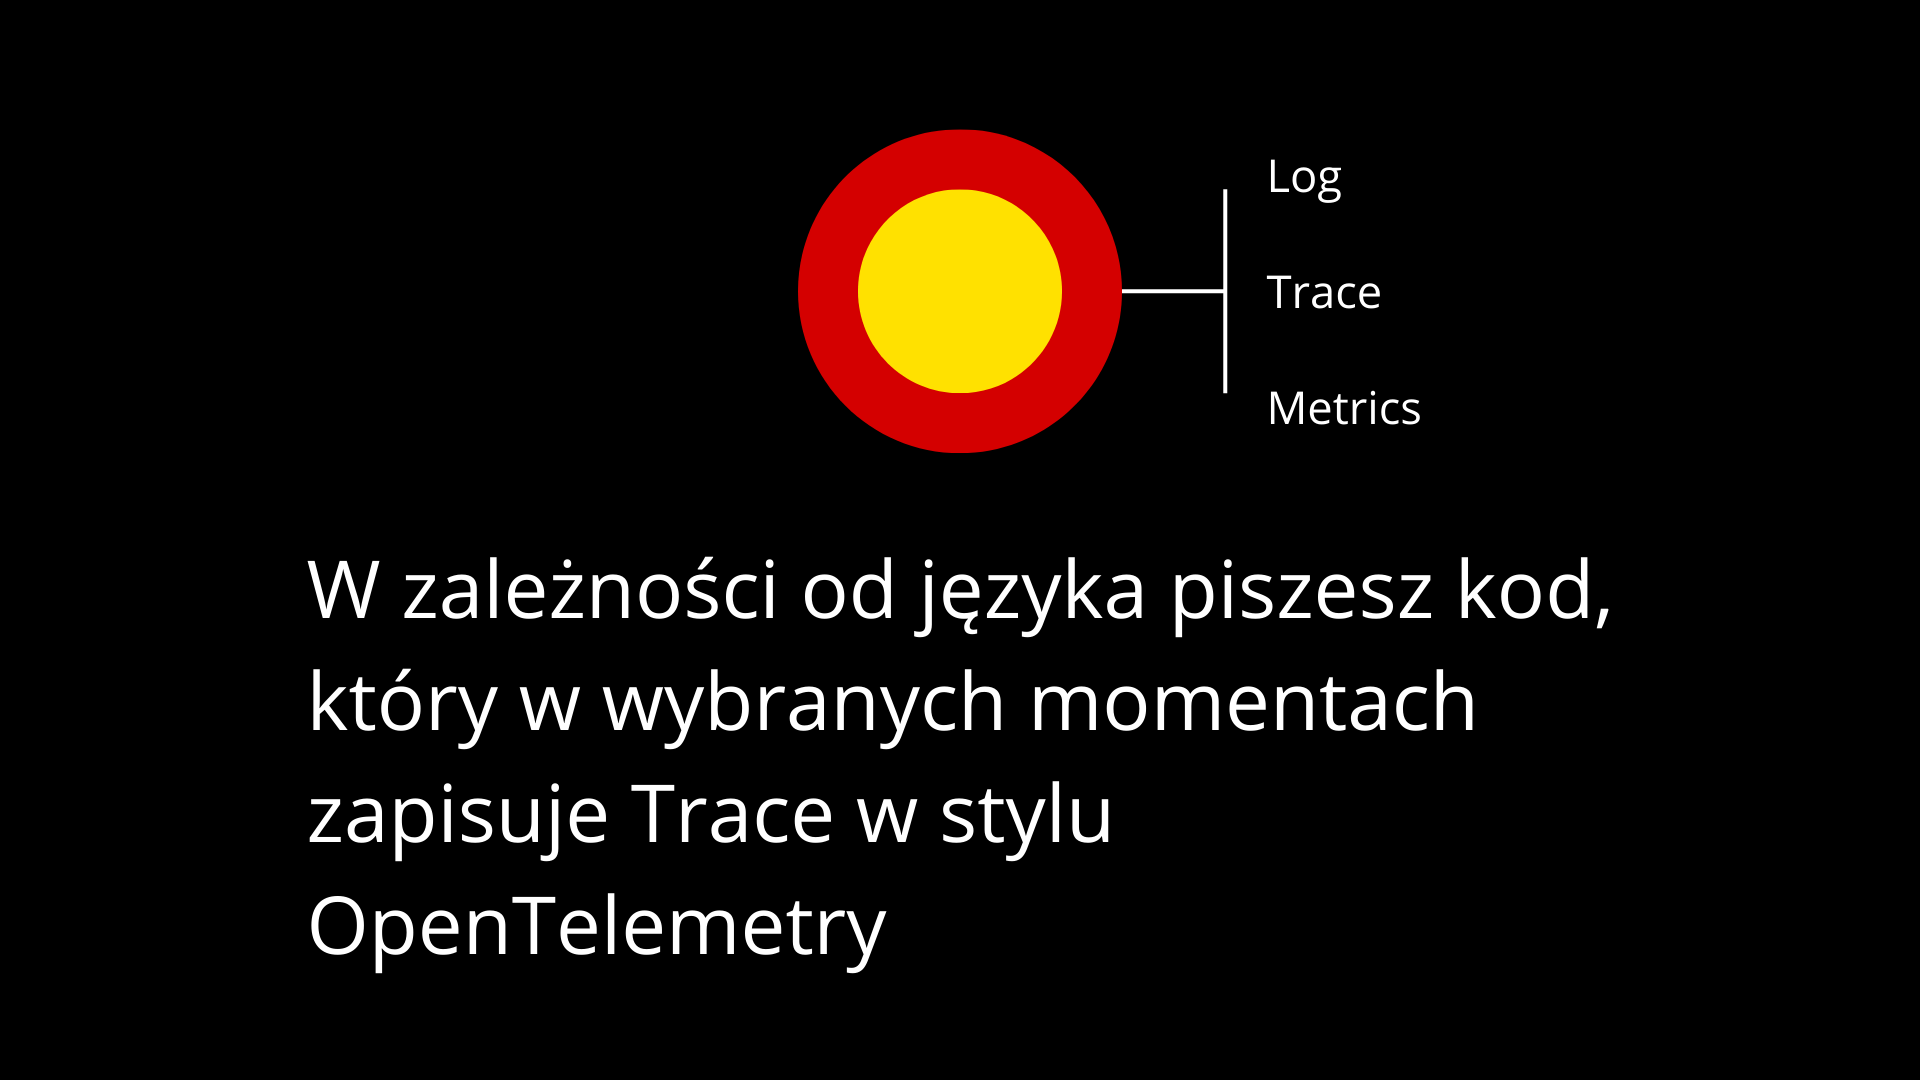 Log
Trace
Metrics
W zależności od języka piszesz kod,
który w wybranych momentach
zapisuje Trace w stylu
OpenTelemetry